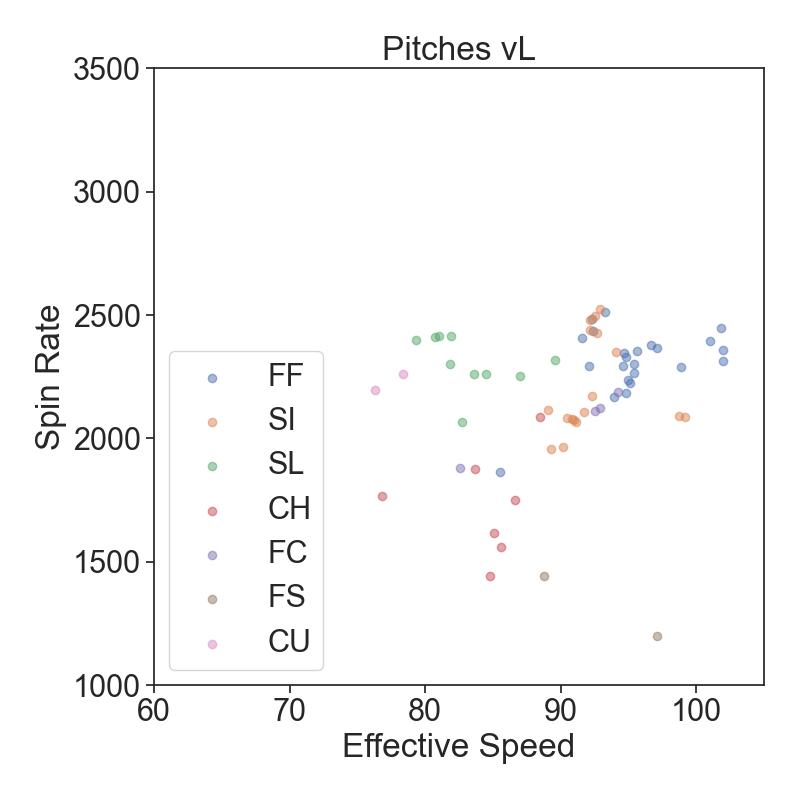 Pitches vL
3500
3000
2500
2000
1500
1000
Spin Rate
FF
SI
SL
CH
FC
FS
CU
60 70 80 90 100
Effective Speed